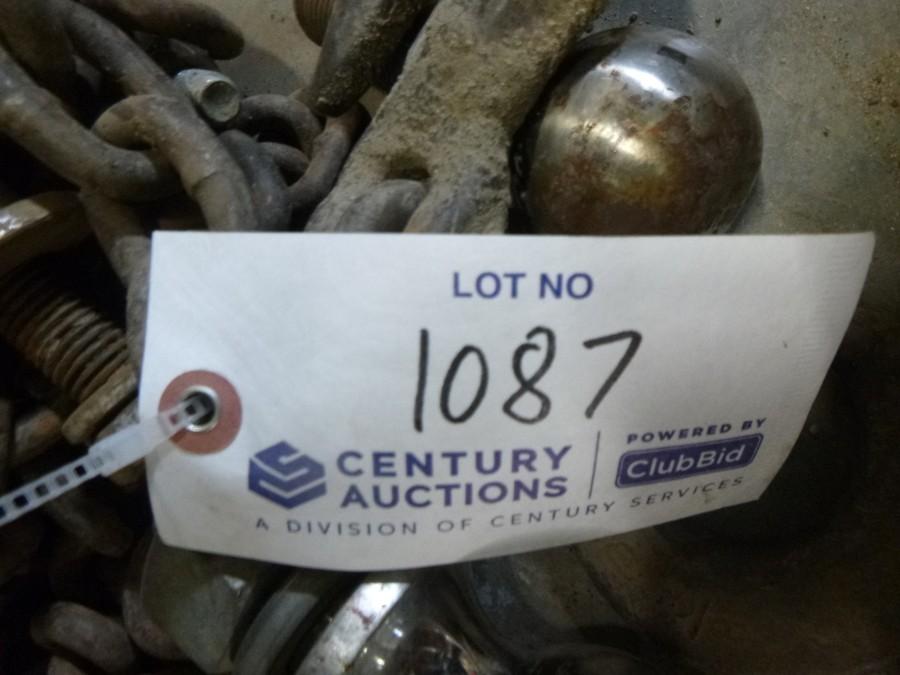 LOT NO
1087
CENTURY
AUCTIONS
POWERED BY
ClubBid
A DIVISION OF CENTURY SERVICES